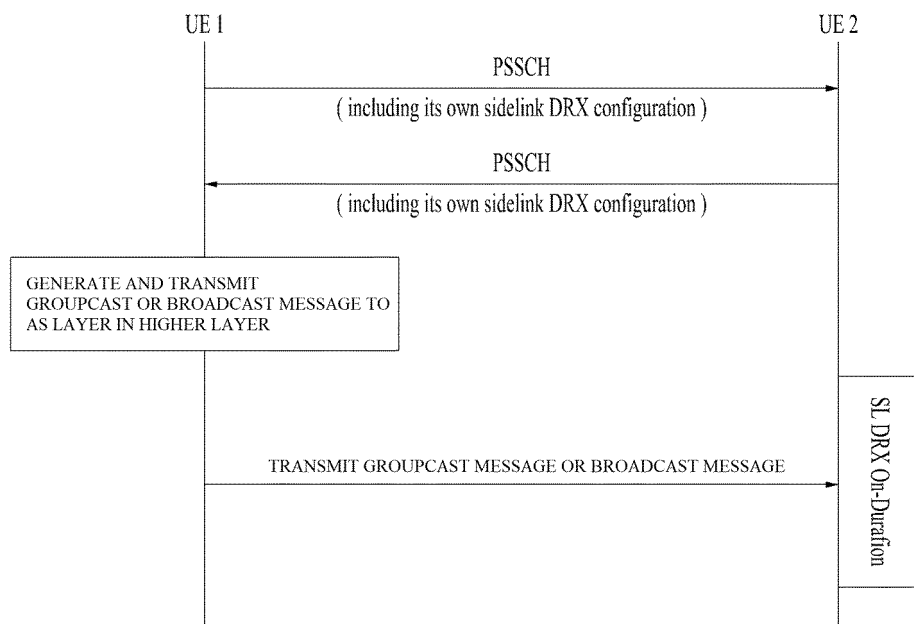 UE 1
UE 2
PSSCH
( including its own sidelink DRX configuration )
PSSCH
( including its own sidelink DRX configuration )
GENERATE AND TRANSMIT
GROUPCAST OR BROADCAST MESSAGE TO
AS LAYER IN HIGHER LAYER
TRANSMIT GROUPCAST MESSAGE OR BROADCAST MESSAGE
SL DRX On-Durafion